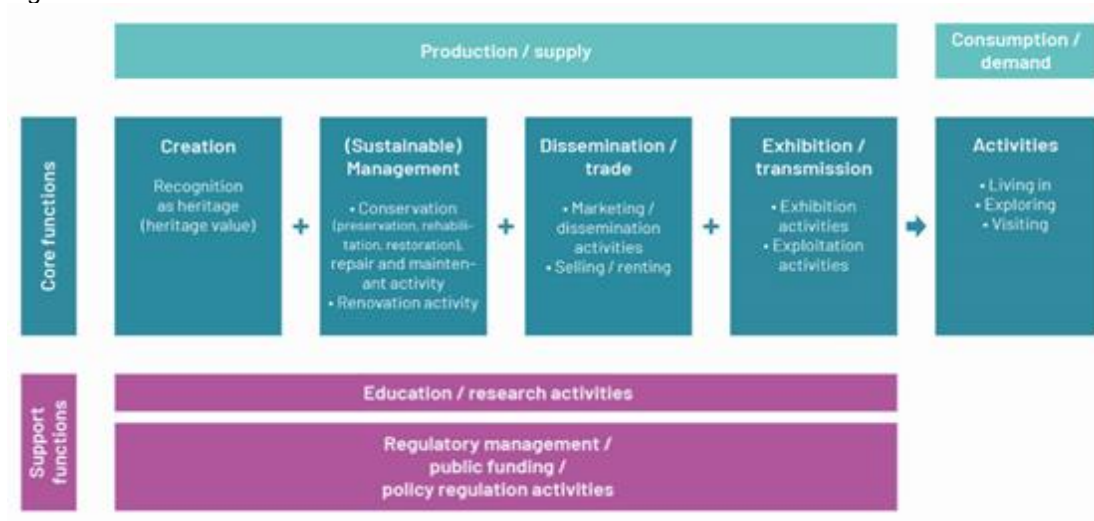 Production / supply
Consumption /
demand
Core functions
Creation
Recognition
as heritage
(heritage value)
+
(Sustainable)
Management
• Conservation
(preservation, rehabili-
tation, restoration),
repair and mainten-
ant activity
• Renovation activity
+
Dissemination /
trade
• Marketing /
dissemination
activities
• Selling / renting
+
Exhibition /
transmission
• Exhibition
activities
• Exploitation
activities
Activities
• Living in
• Exploring
• Visiting
Support
functions
Education / research activities
Regulatory management /
public funding /
policy regulation activities